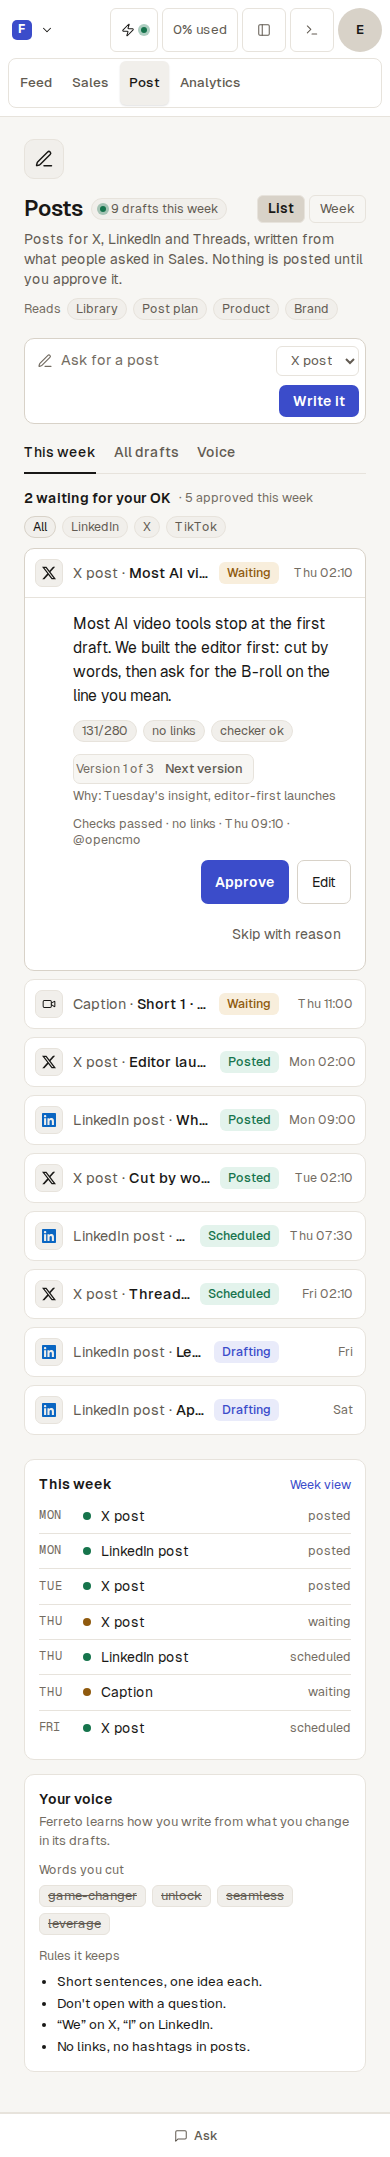 F
0% used
E
Feed Sales Post Analytics
Posts 9 drafts this week List Week
Posts for X, LinkedIn and Threads, written from
what people asked in Sales. Nothing is posted until
you approve it.
Reads Library Post plan Product Brand
Ask for a post X post
Write it
This week All drafts Voice
2 waiting for your OK · 5 approved this week
All LinkedIn X TikTok
X post · Most AI vi... Waiting Thu 02:10
Most AI video tools stop at the first
draft. We built the editor first: cut by
words, then ask for the B-roll on the
line you mean.
131/280 no links checker ok
Version 1 of 3 Next version
Why: Tuesday's insight, editor-first launches
Checks passed · no links · Thu 09:10 ·
@opencmo
Approve Edit
Skip with reason
Caption · Short 1 · ... Waiting Thu 11:00
X post · Editor lau... Posted Mon 02:00
LinkedIn post · Wh... Posted Mon 09:00
X post · Cut by wo... Posted Tue 02:10
LinkedIn post · ... Scheduled Thu 07:30
X post · Thread... Scheduled Fri 02:10
LinkedIn post · Le... Drafting Fri
LinkedIn post · Ap... Drafting Sat
This week Week view
MON X post posted
MON LinkedIn post posted
TUE X post posted
THU X post waiting
THU LinkedIn post scheduled
THU Caption waiting
FRI X post scheduled
Your voice
Ferreto learns how you write from what you change
in its drafts.
Words you cut
game-changer unlock seamless
leverage
Rules it keeps
• Short sentences, one idea each.
• Don't open with a question.
• “We” on X, “I” on LinkedIn.
• No links, no hashtags in posts.
Ask